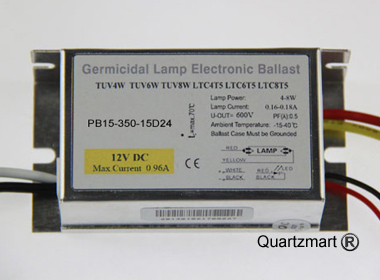 Germicidal Lamp Electronic Ballast
TUV4W TUV6W TUV8W LTC4T5 LTC6T5 LTC8T5
Lamp Power: 4-8W
Lamp Current: 0.16-0.18A
U-OUT= 600V PF(λ):0.5
Ambient Temperature: -15-40°C
Ballast Case Must be Grounded
PB15-350-15D24
12V DC
Max Current 0.96A
RED LAMP RED
YELLOW
WHITE RED
BLACK BLACK
Quartzmart ®